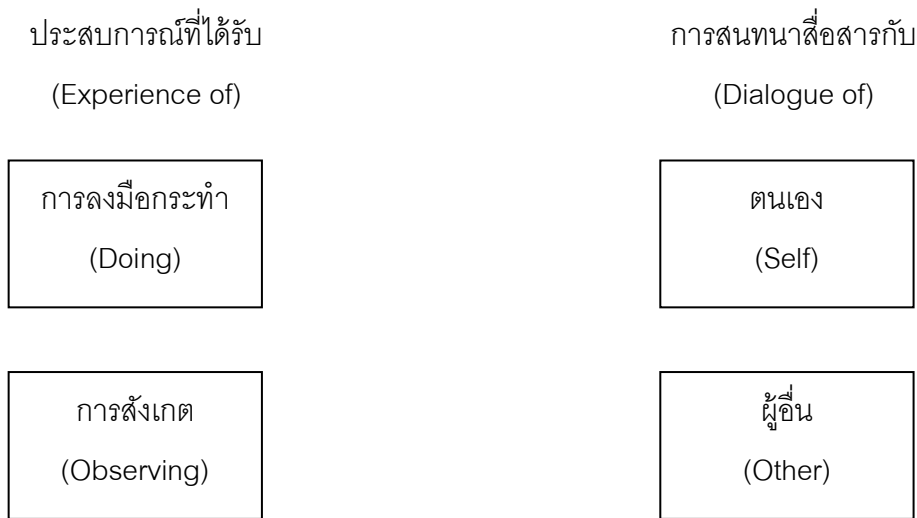 ประสบการณ์ที่ได้รับ
(Experience of)
การลงมือกระทำ
(Doing)
การสังเกต
(Observing)
การสนทนาสื่อสารกับ
(Dialogue of)
ตนเอง
(Self)
ผู้อื่น
(Other)